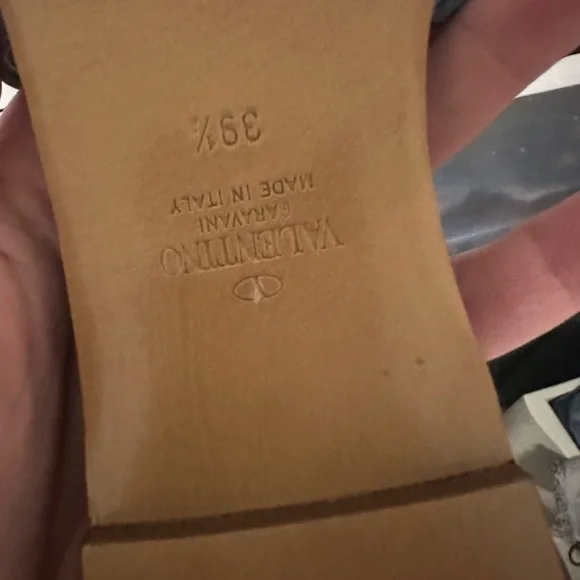 VALENTINO
GARAVANI
MADE IN ITALY
39½